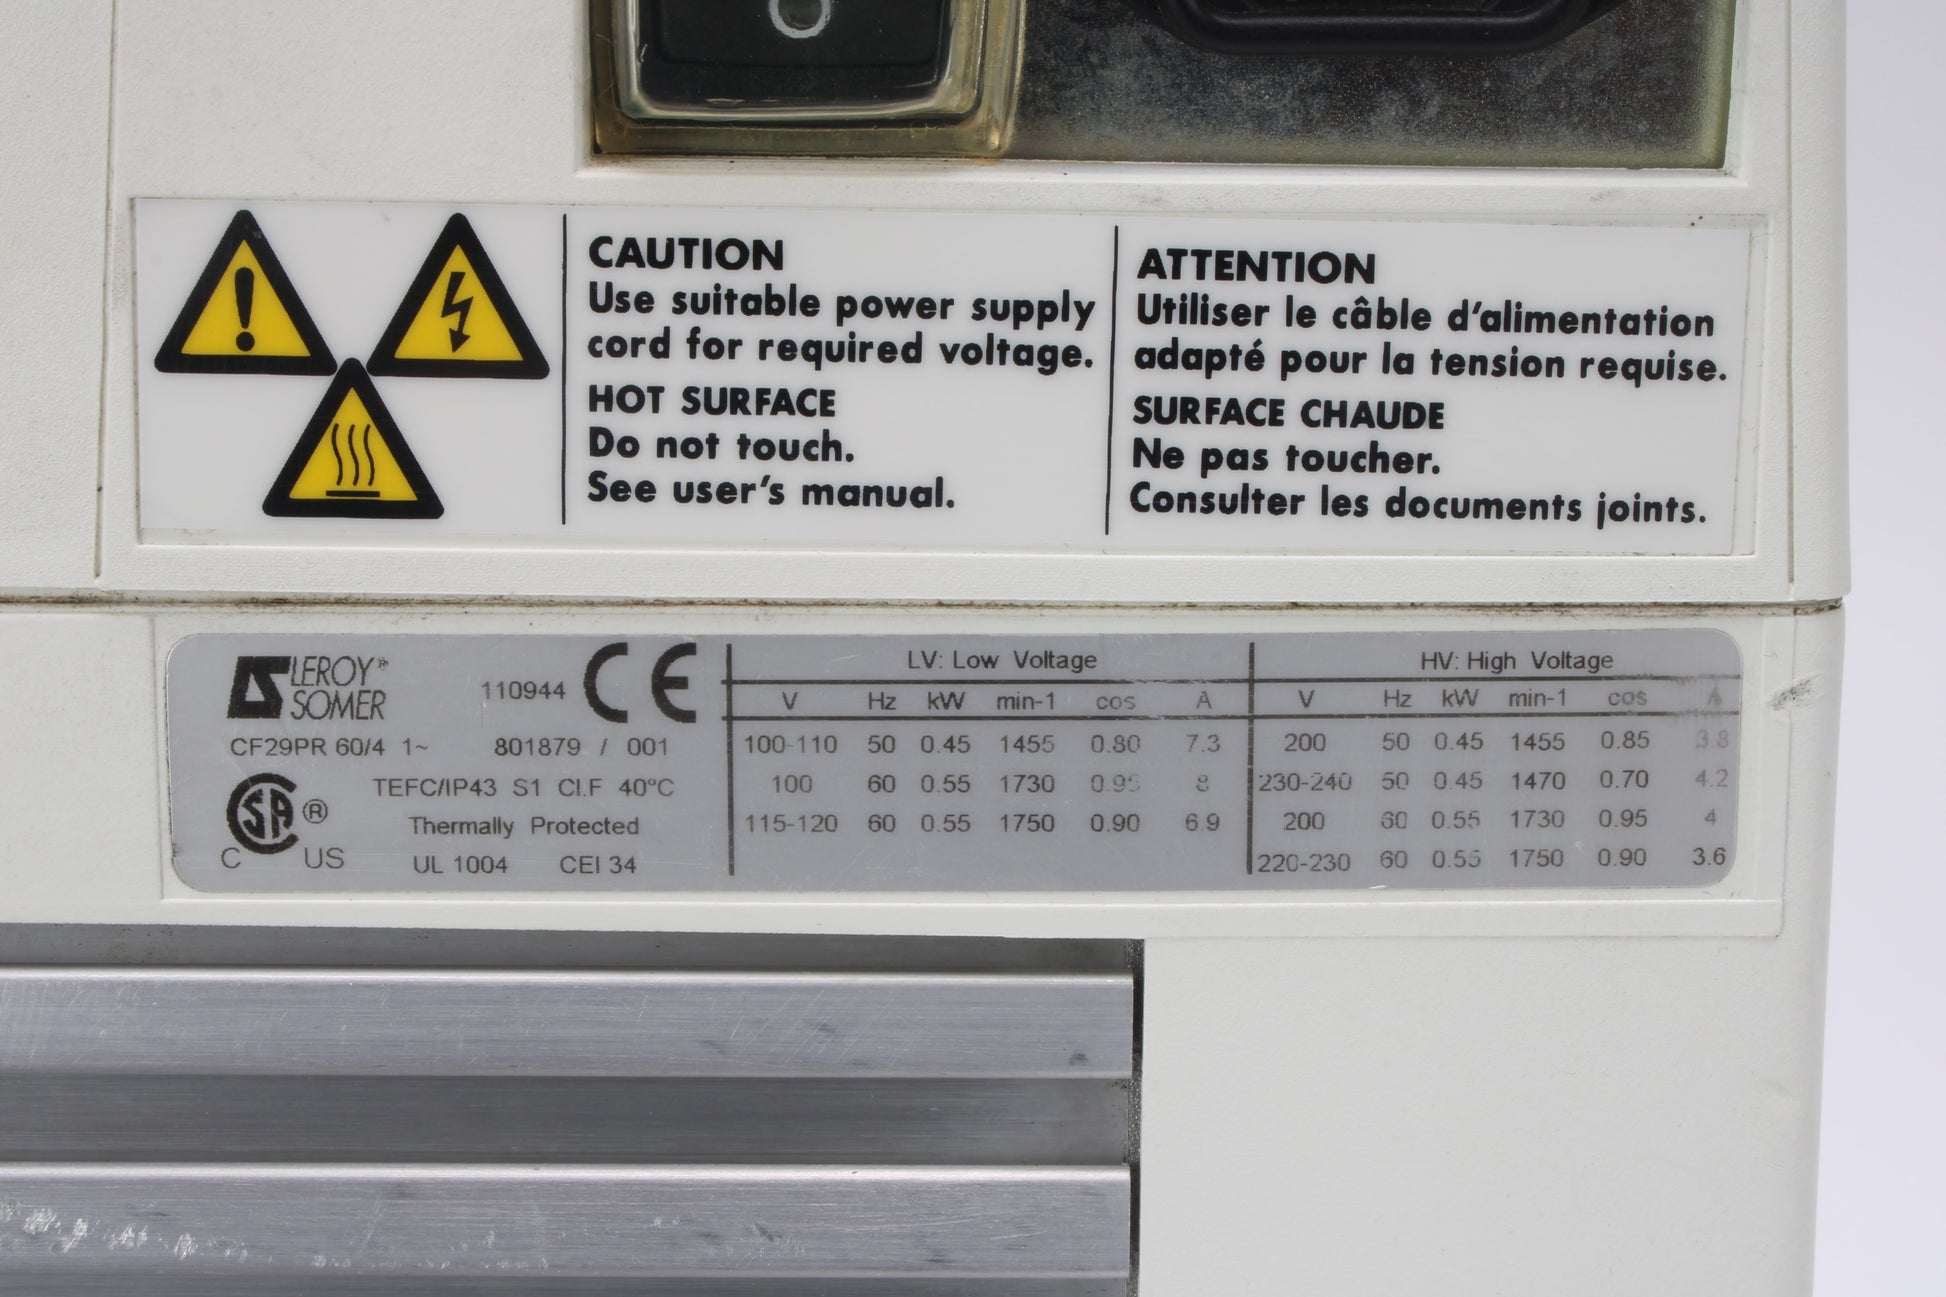 CAUTION
Use suitable power supply
cord for required voltage.
HOT SURFACE
Do not touch.
See user's manual.
ATTENTION
Utiliser le câble d'alimentation
adapté pour la tension requise.
SURFACE CHAUDE
Ne pas toucher.
Consulter les documents joints.
LEROY®
SOMER
110944 CE
CF29PR 60/4 1~ 801879 / 001
TEFC/IP43 S1 Cl.F 40°C
CSA ®
Thermally Protected
C US
UL 1004 CEI 34
LV: Low Voltage
V Hz kW min-1 cos A
100-110 50 0.45 1455 0.80 7.3
100 60 0.55 1730 0.95 8
115-120 60 0.55 1750 0.90 6.9
HV: High Voltage
V Hz kW min-1 cos A
200 50 0.45 1455 0.85 3.8
230-240 50 0.45 1470 0.70 4.2
200 60 0.55 1730 0.95 4
220-230 60 0.55 1750 0.90 3.6